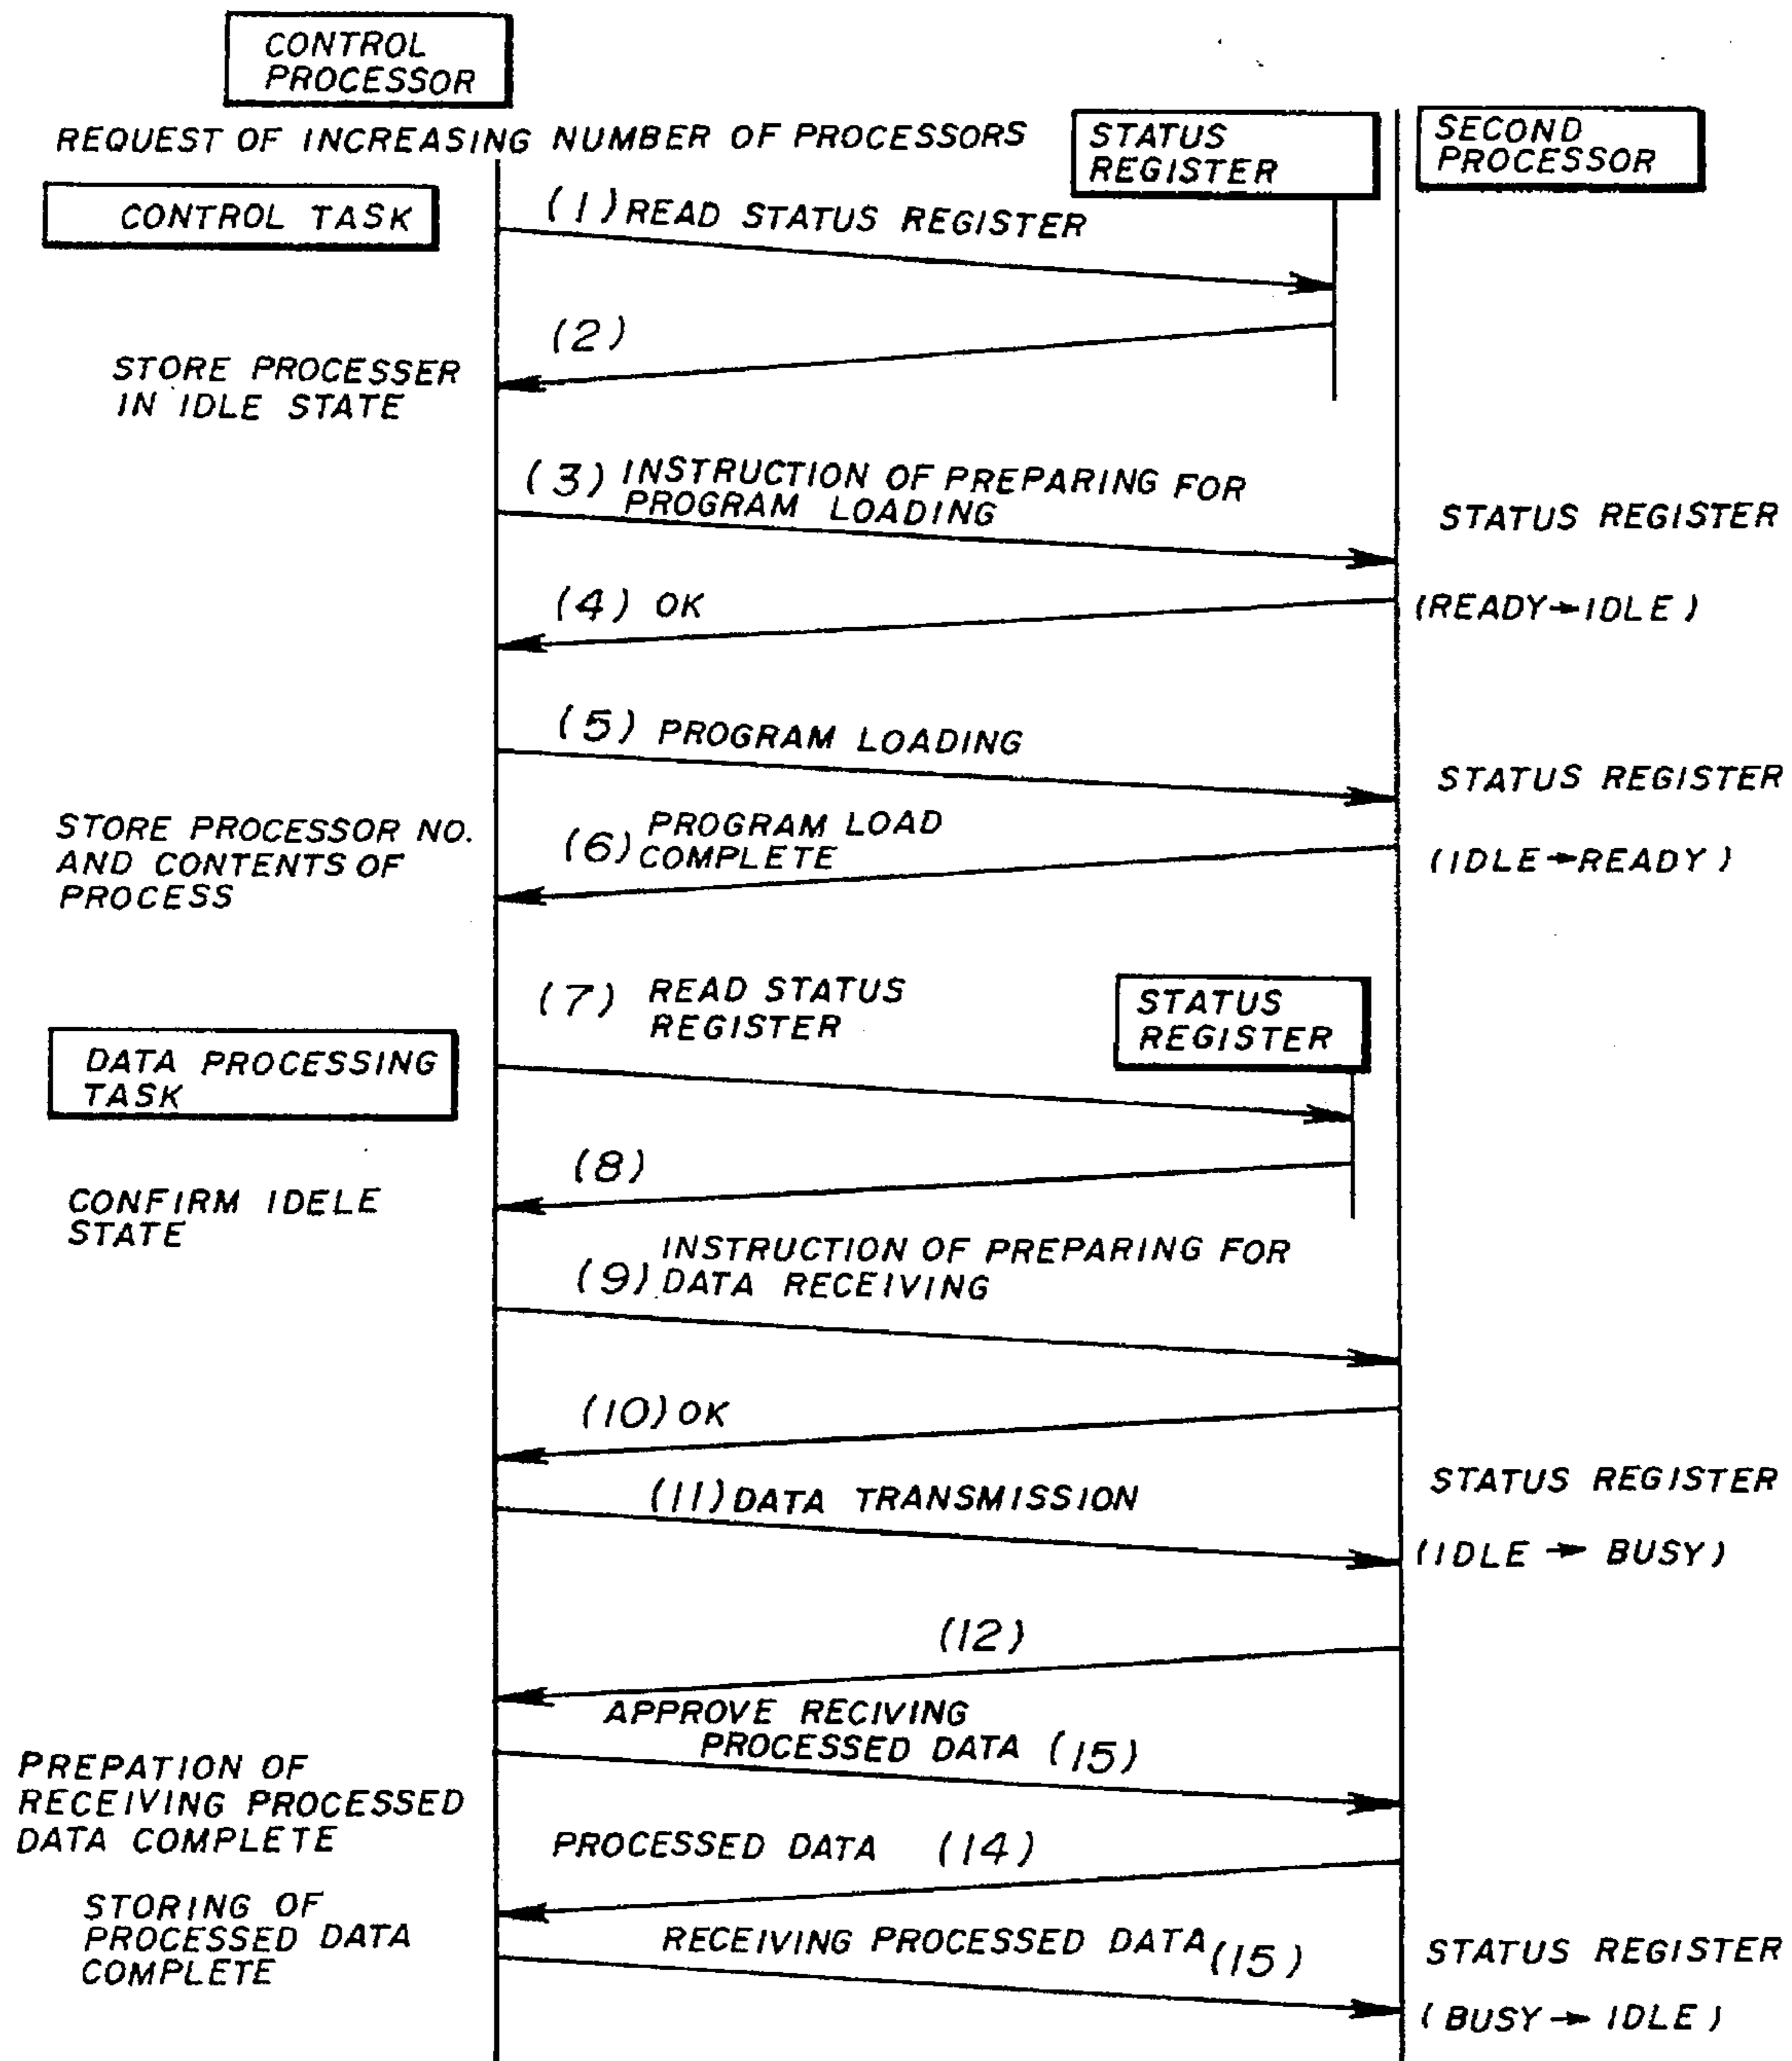 CONTROL
PROCESSOR
REQUEST OF INCREASING NUMBER OF PROCESSORS
STATUS
REGISTER
SECOND
PROCESSOR
CONTROL TASK
(1) READ STATUS REGISTER
(2)
STORE PROCESSER
IN IDLE STATE
(3) INSTRUCTION OF PREPARING FOR
PROGRAM LOADING
STATUS REGISTER
(4) OK
(READY→IDLE)
(5) PROGRAM LOADING
STATUS REGISTER
STORE PROCESSOR NO.
AND CONTENTS OF
PROCESS
(6) PROGRAM LOAD
COMPLETE
(IDLE→READY)
(7) READ STATUS
REGISTER
STATUS
REGISTER
DATA PROCESSING
TASK
(8)
CONFIRM IDELE
STATE
INSTRUCTION OF PREPARING FOR
(9) DATA RECEIVING
(10) OK
(11) DATA TRANSMISSION
STATUS REGISTER
(IDLE → BUSY)
(12)
APPROVE RECIVING
PROCESSED DATA (15)
PREPATION OF
RECEIVING PROCESSED
DATA COMPLETE
PROCESSED DATA (14)
STORING OF
PROCESSED DATA
COMPLETE
RECEIVING PROCESSED DATA (15)
STATUS REGISTER
(BUSY→ IDLE)